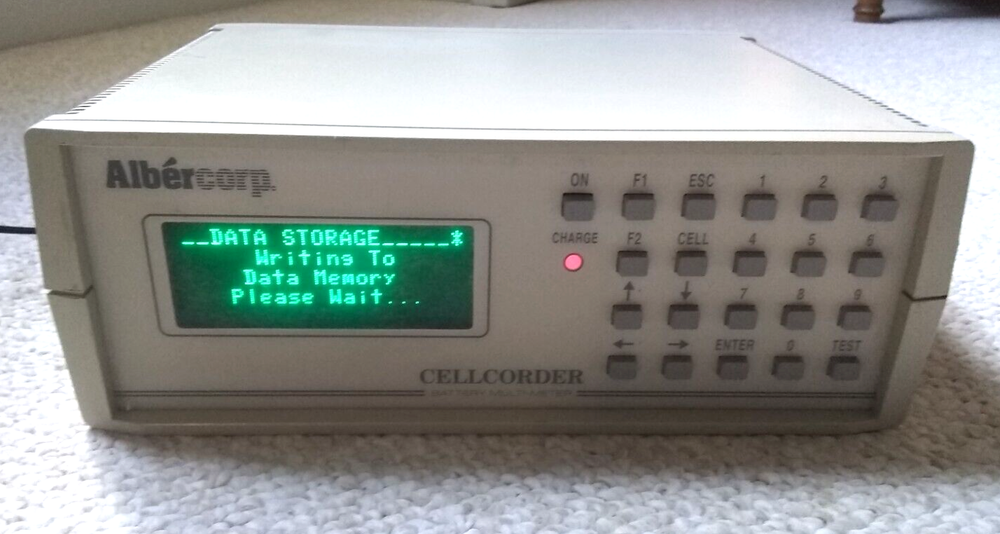 Albércorp.
__DATA STORAGE_____*
Writing To
Data Memory
Please Wait...
ON F1 ESC 1 2 3
CHARGE F2 CELL 4 5 6
↑ ↓ 7 8 9
← → ENTER 0 TEST
CELLCORDER
BATTERY MULTIMETER